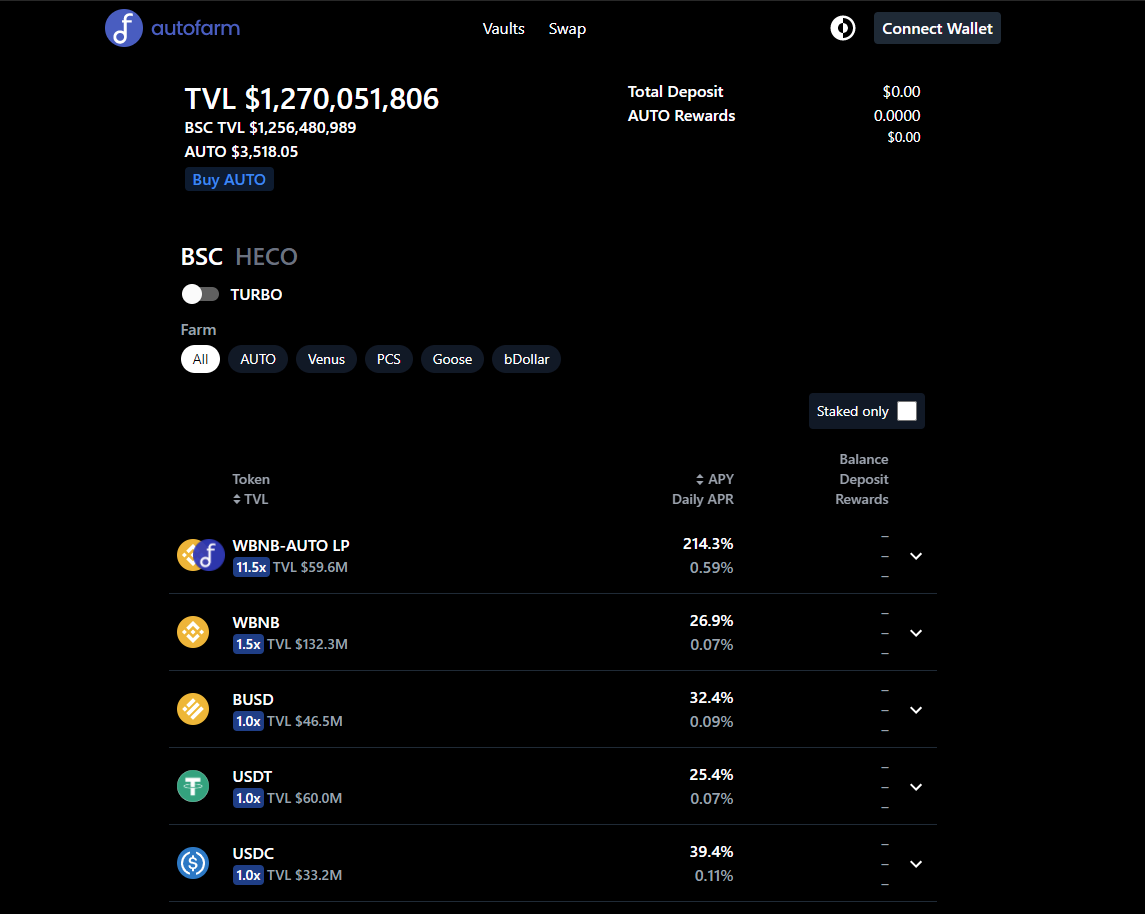 autofarm
Vaults Swap
Connect Wallet
TVL $1,270,051,806
BSC TVL $1,256,480,989
AUTO $3,518.05
Buy AUTO
Total Deposit $0.00
AUTO Rewards 0.0000
$0.00
BSC HECO
TURBO
Farm
All AUTO Venus PCS Goose bDollar
Staked only
Token
TVL
APY
Daily APR
Balance
Deposit
Rewards
WBNB-AUTO LP 214.3% –
11.5x TVL $59.6M 0.59% –
–
WBNB 26.9% –
1.5x TVL $132.3M 0.07% –
–
BUSD 32.4% –
1.0x TVL $46.5M 0.09% –
–
USDT 25.4% –
1.0x TVL $60.0M 0.07% –
–
USDC 39.4% –
1.0x TVL $33.2M 0.11% –
–